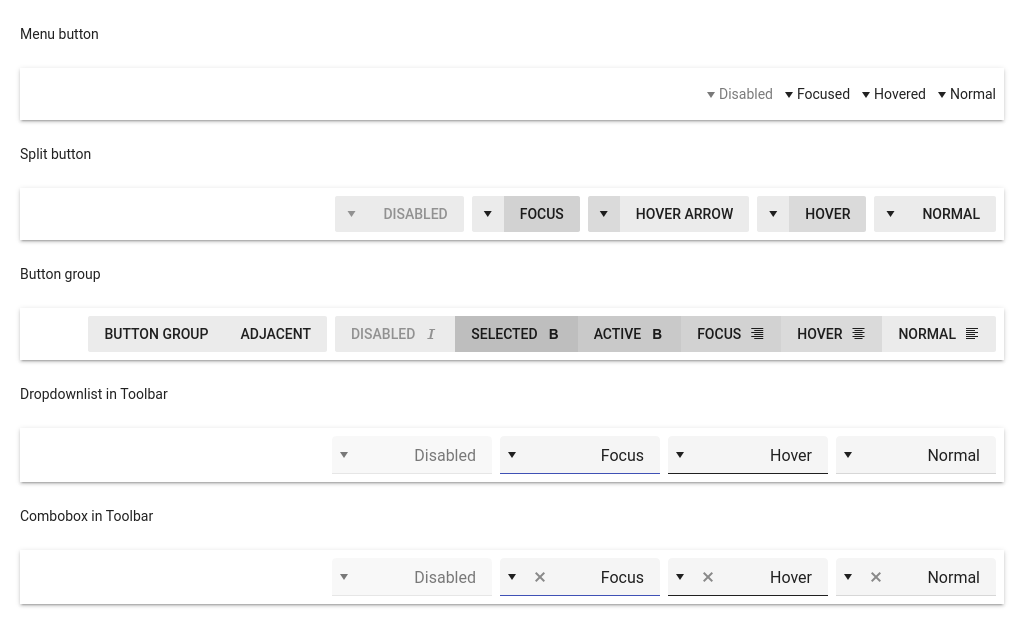 Menu button
Disabled Focused Hovered Normal
Split button
DISABLED FOCUS HOVER ARROW HOVER NORMAL
Button group
BUTTON GROUP ADJACENT DISABLED I SELECTED B ACTIVE B FOCUS HOVER NORMAL
Dropdownlist in Toolbar
Disabled Focus Hover Normal
Combobox in Toolbar
Disabled Focus Hover Normal